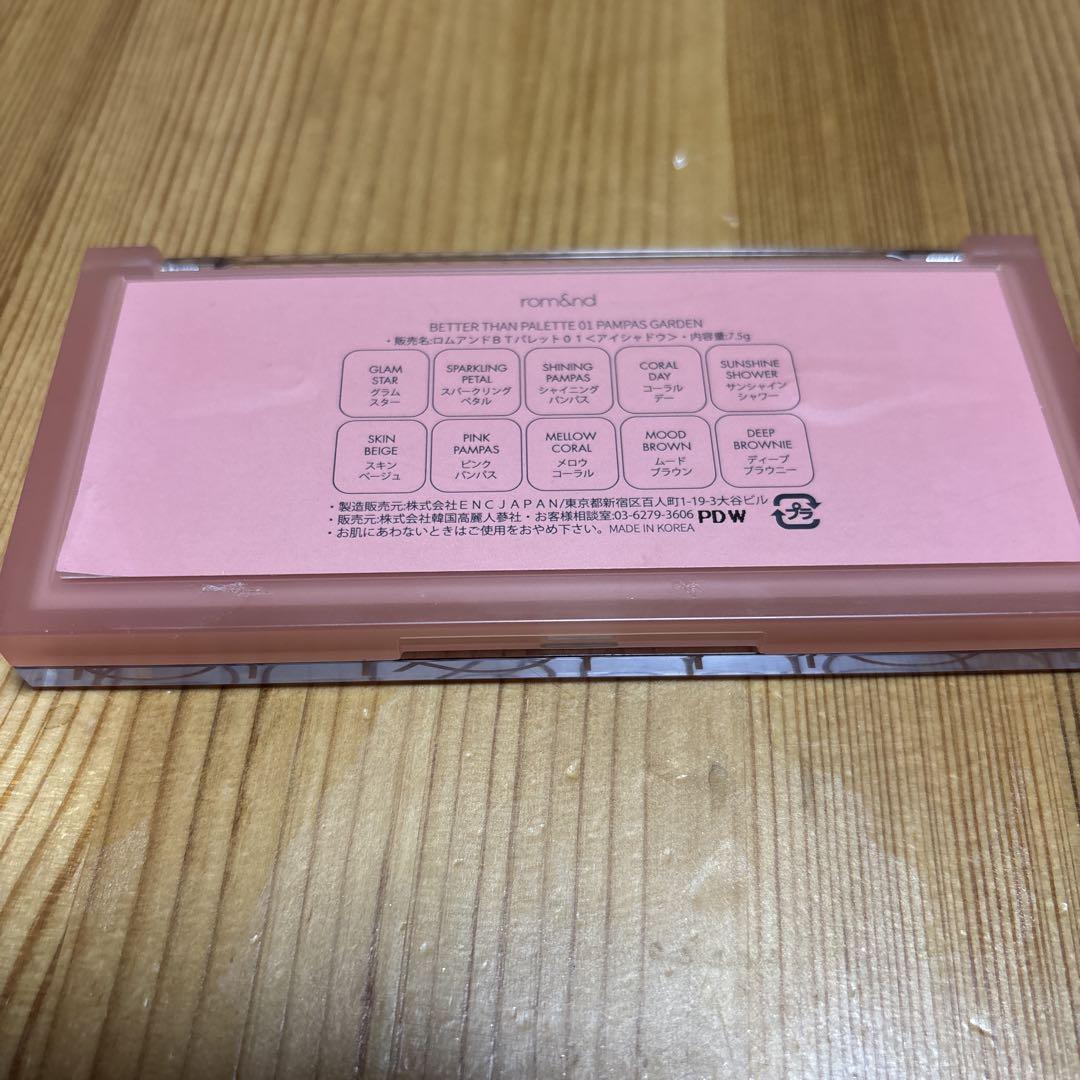 rom&nd
BETTER THAN PALETTE 01 PAMPAS GARDEN
・販売名:ロムアンドＢＴパレット０１＜アイシャドウ＞・内容量:7.5g
GLAM
STAR
グラム
スター
SPARKLING
PETAL
スパークリング
ペタル
SHINING
PAMPAS
シャイニング
パンパス
CORAL
DAY
コーラル
デー
SUNSHINE
SHOWER
サンシャイン
シャワー
SKIN
BEIGE
スキン
ベージュ
PINK
PAMPAS
ピンク
パンパス
MELLOW
CORAL
メロウ
コーラル
MOOD
BROWN
ムード
ブラウン
DEEP
BROWNIE
ディープ
ブラウニー
・製造販売元:株式会社ＥＮＣＪＡＰＡＮ/東京都新宿区百人町1-19-3大谷ビル
・販売元:株式会社韓国高麗人参社・お客様相談室:03-6279-3606 PDW
・お肌にあわないときはご使用をおやめ下さい。MADE IN KOREA
プラ